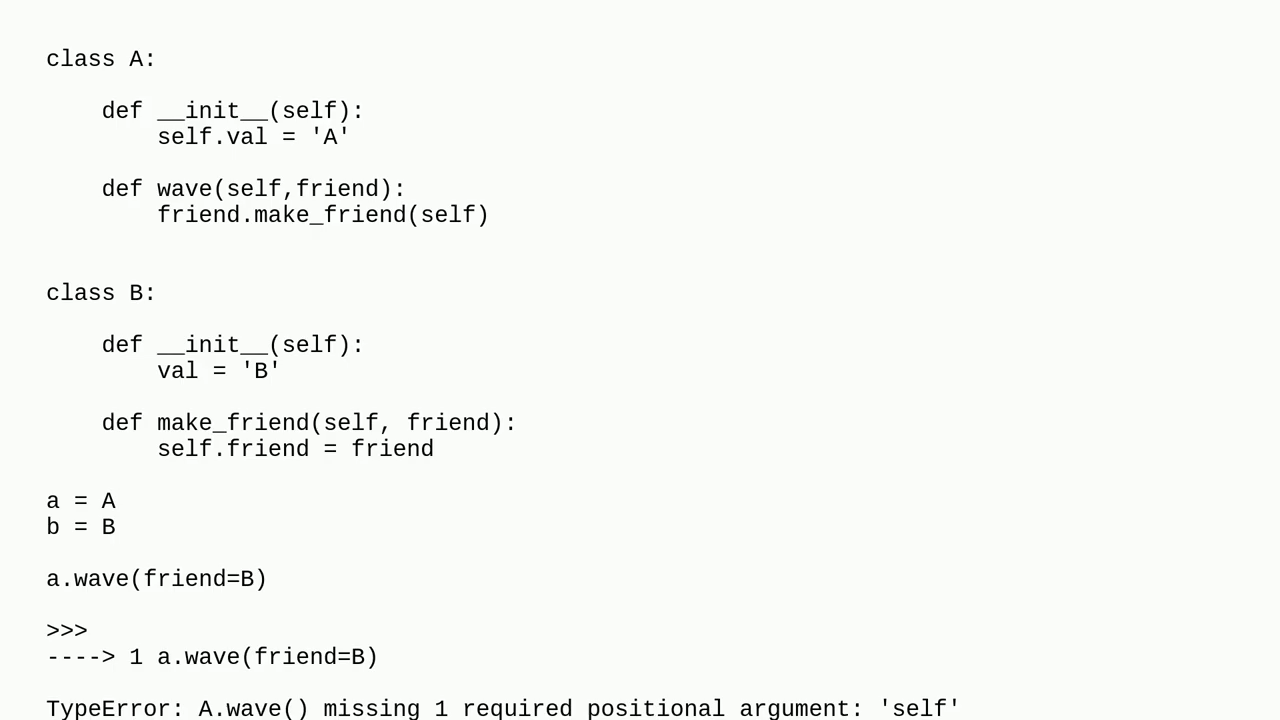 class A:
    def __init__(self):
        self.val = 'A'
    def wave(self,friend):
        friend.make_friend(self)
class B:
    def __init__(self):
        val = 'B'
    def make_friend(self, friend):
        self.friend = friend
a = A
b = B
a.wave(friend=B)
>>>
----> 1 a.wave(friend=B)
TypeError: A.wave() missing 1 required positional argument: 'self'